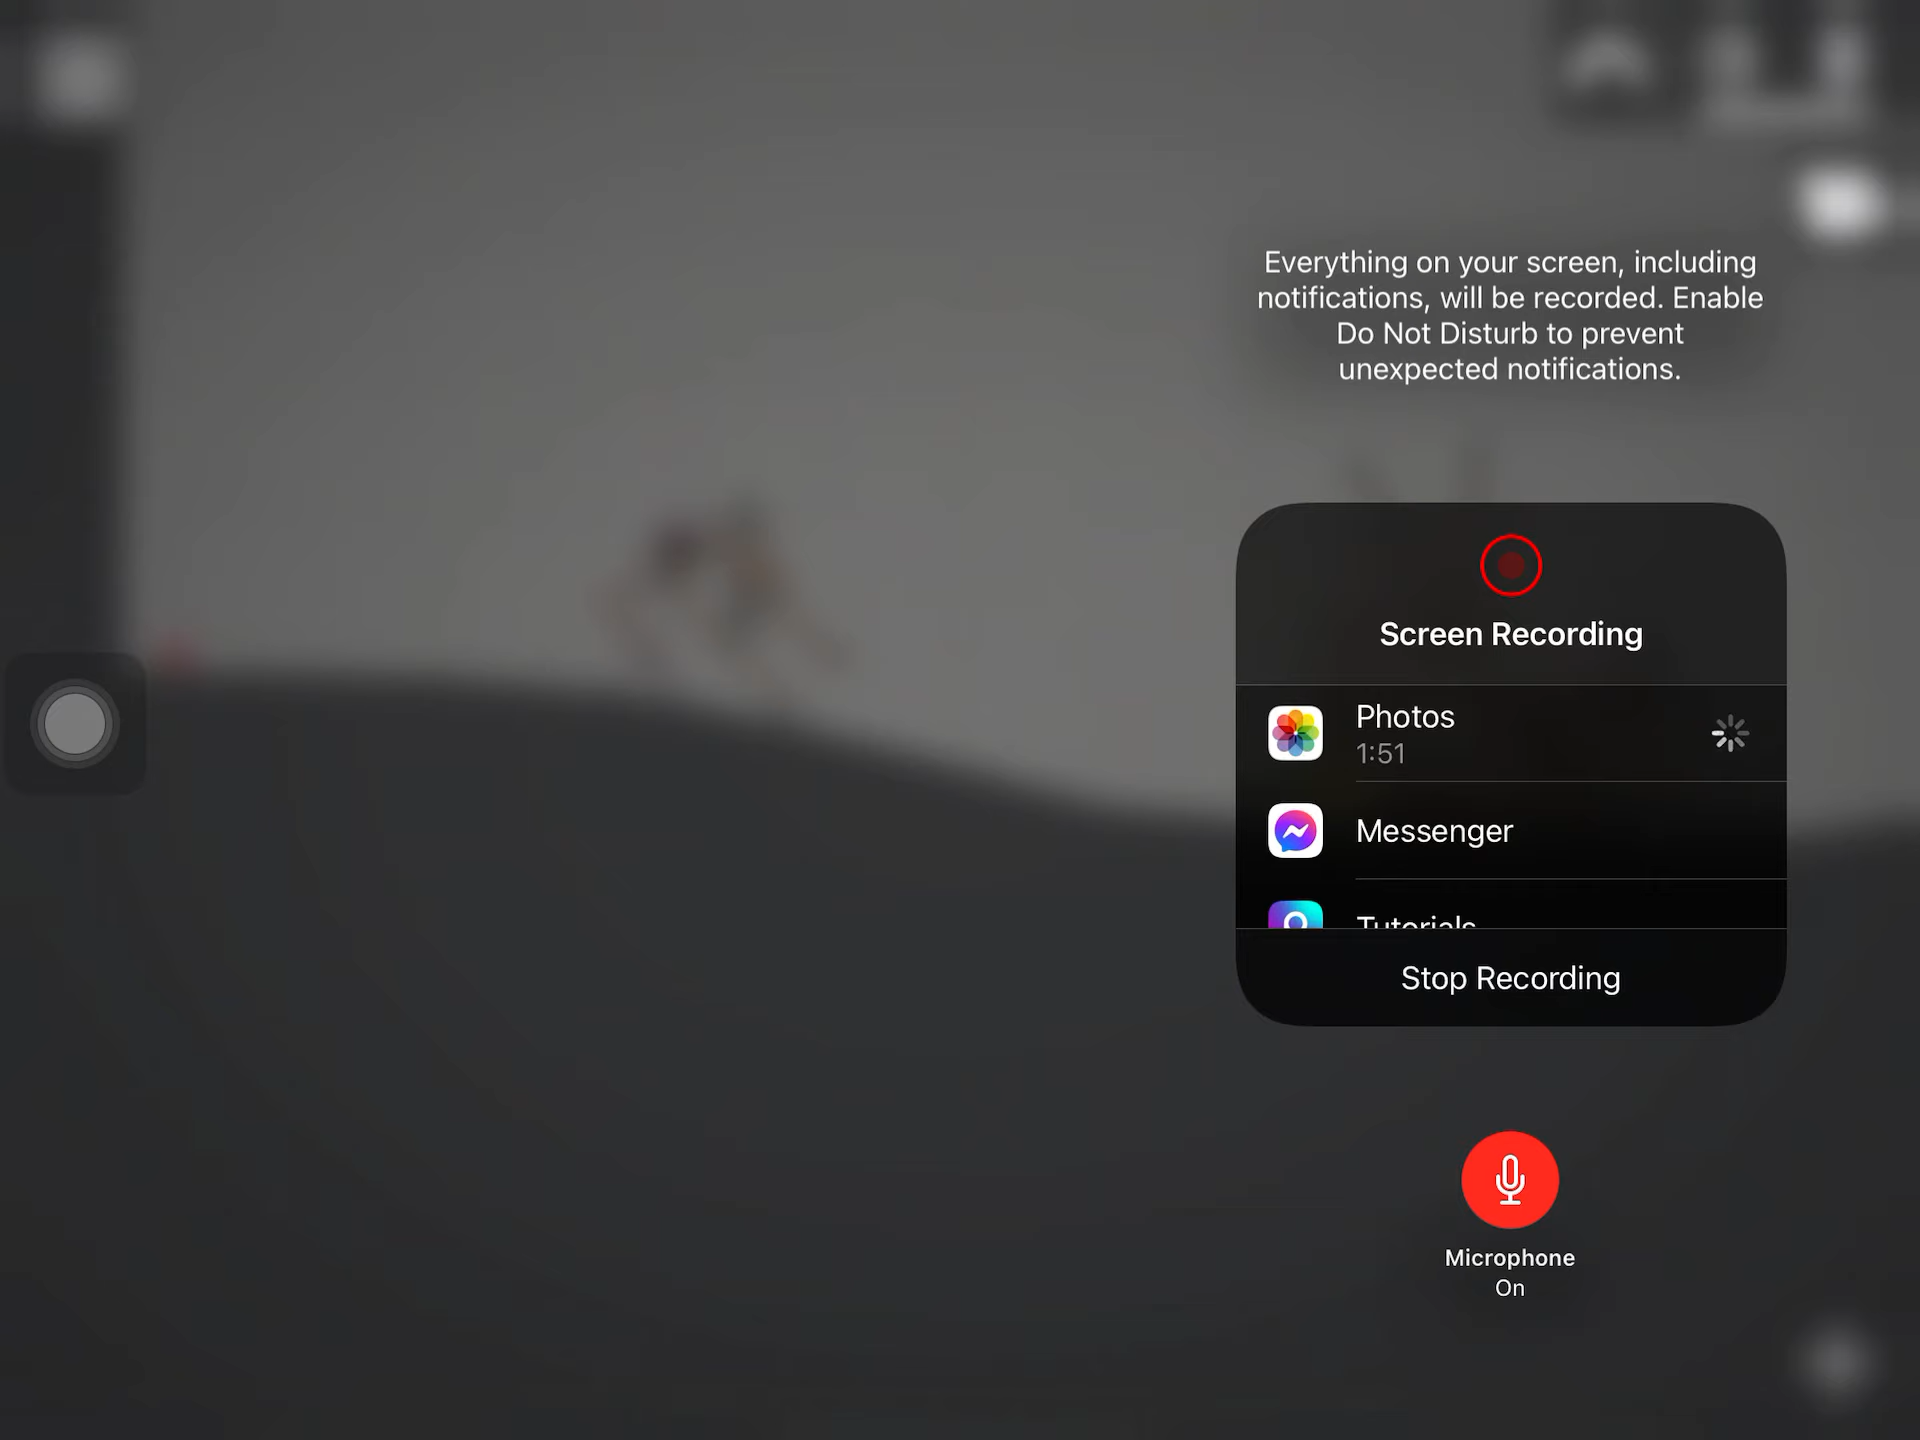 Everything on your screen, including
notifications, will be recorded. Enable
Do Not Disturb to prevent
unexpected notifications.
Screen Recording
Photos
1:51
Messenger
Tutorials
Stop Recording
Microphone
On